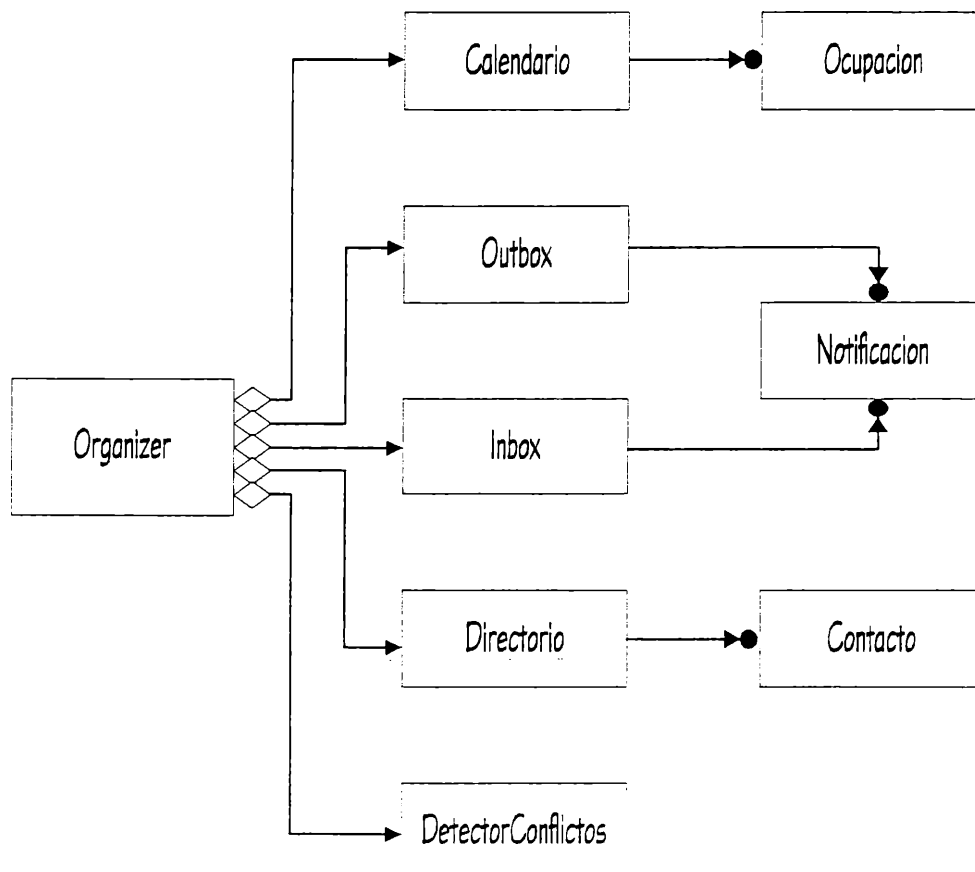 Calendario
Ocupacion
Outbox
Notificacion
Organizer
Inbox
Directorio
Contacto
DetectorConflictos